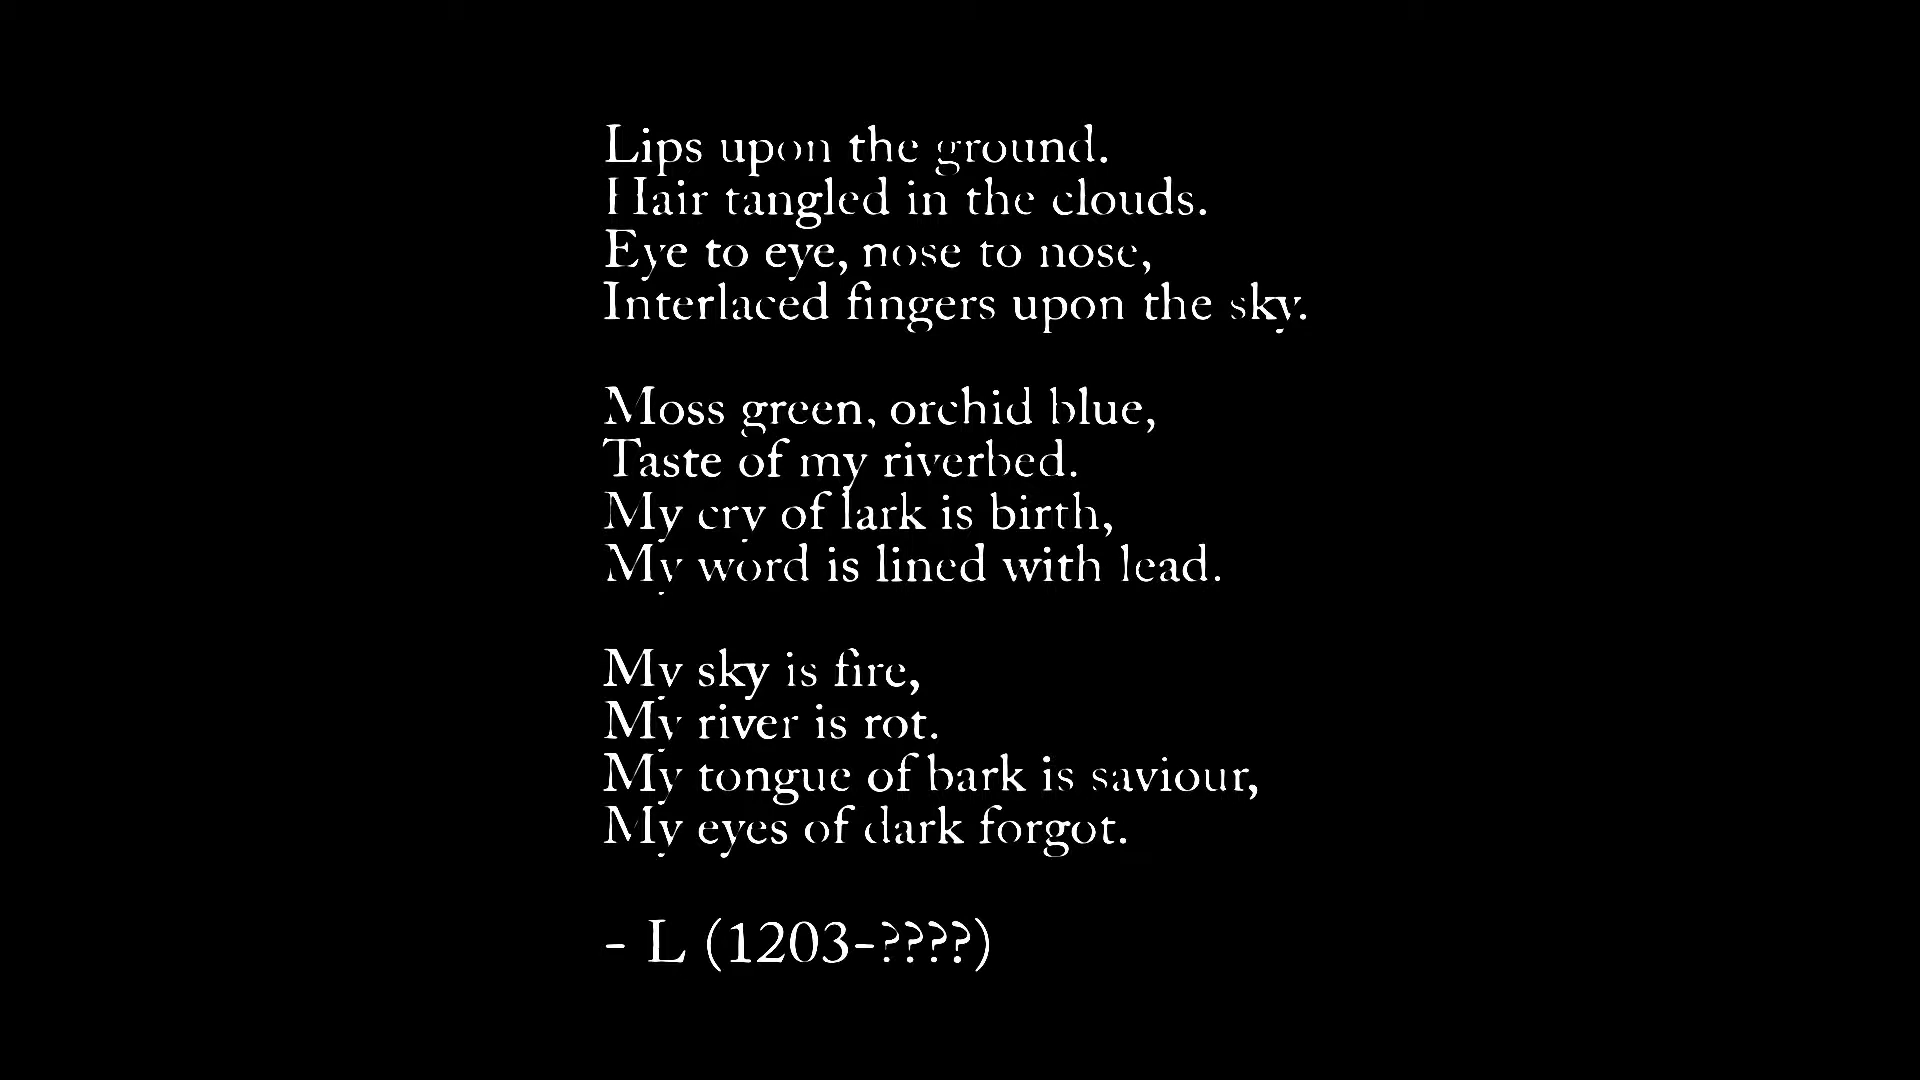 Lips upon the ground.
Hair tangled in the clouds.
Eye to eye, nose to nose,
Interlaced fingers upon the sky.
Moss green, orchid blue,
Taste of my riverbed.
My cry of lark is birth,
My word is lined with lead.
My sky is fire,
My river is rot.
My tongue of bark is saviour,
My eyes of dark forgot.
- L (1203-????)